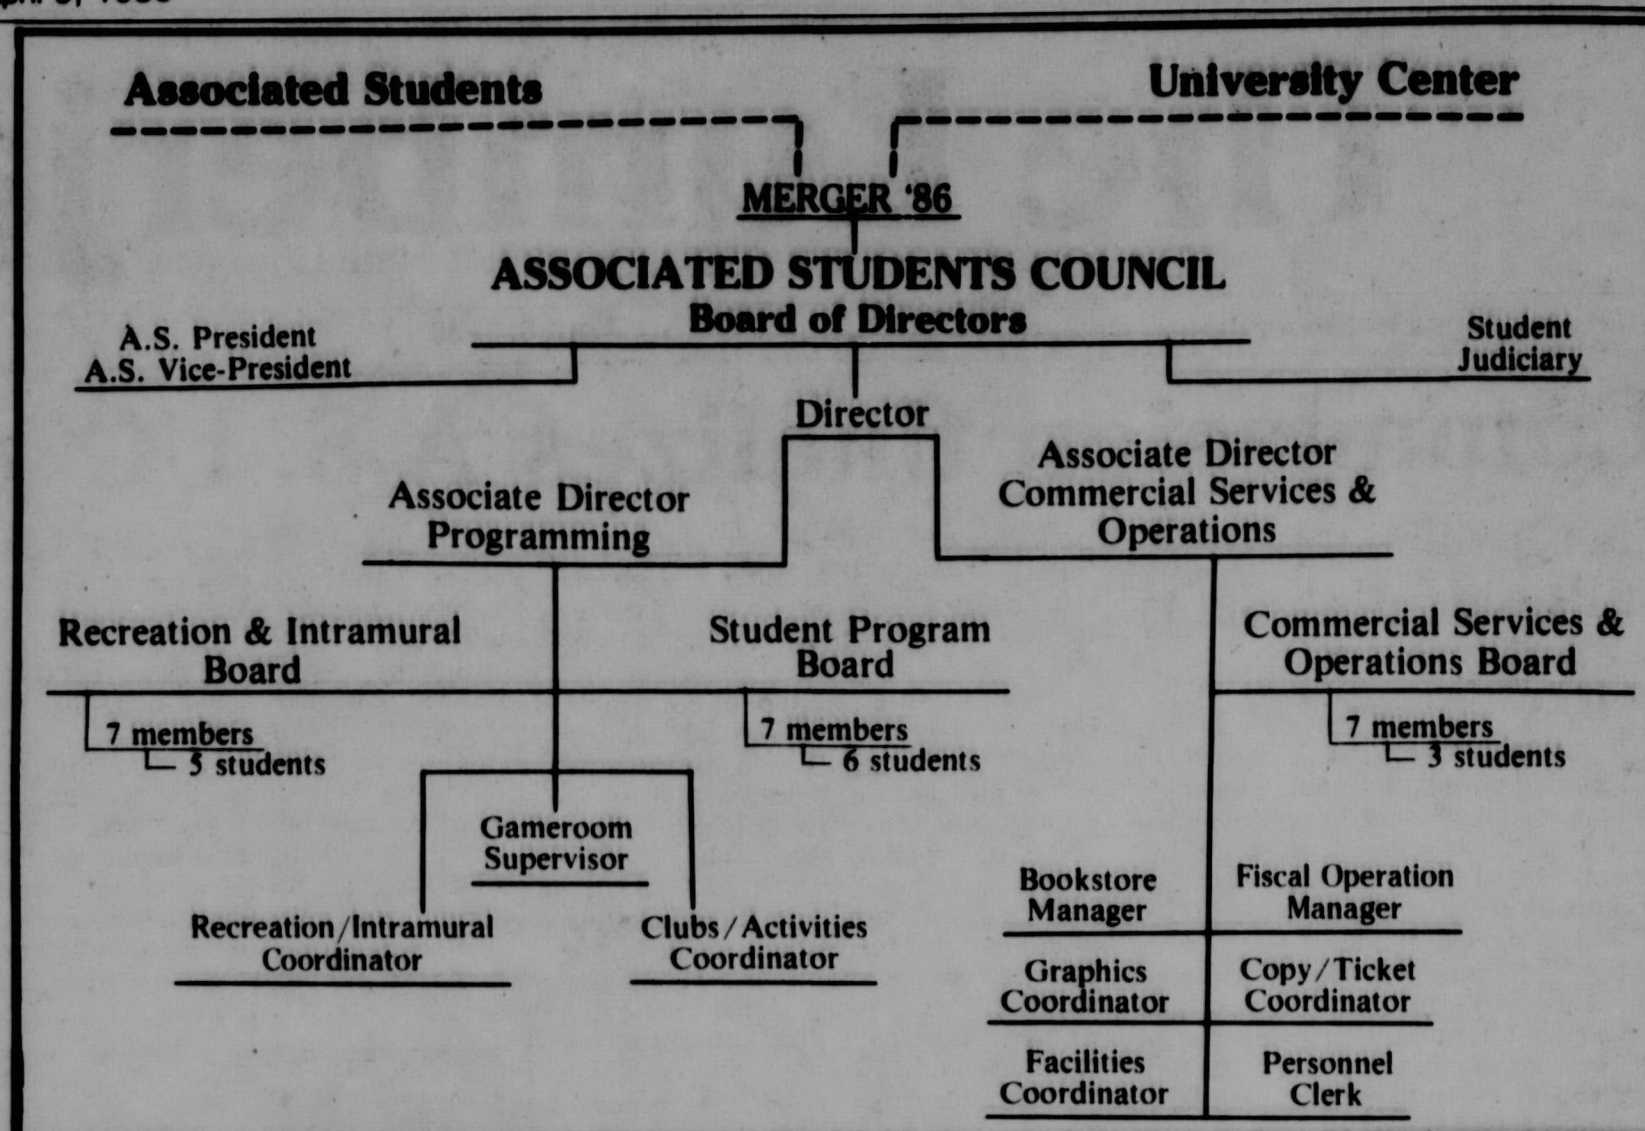 Associated Students
University Center
MERGER '86
ASSOCIATED STUDENTS COUNCIL
Board of Directors
A.S. President
A.S. Vice-President
Student
Judiciary
Director
Associate Director
Programming
Associate Director
Commercial Services &
Operations
Recreation & Intramural
Board
7 members
5 students
Student Program
Board
7 members
6 students
Commercial Services &
Operations Board
7 members
3 students
Gameroom
Supervisor
Recreation/Intramural
Coordinator
Clubs/Activities
Coordinator
Bookstore
Manager
Fiscal Operation
Manager
Graphics
Coordinator
Copy/Ticket
Coordinator
Facilities
Coordinator
Personnel
Clerk